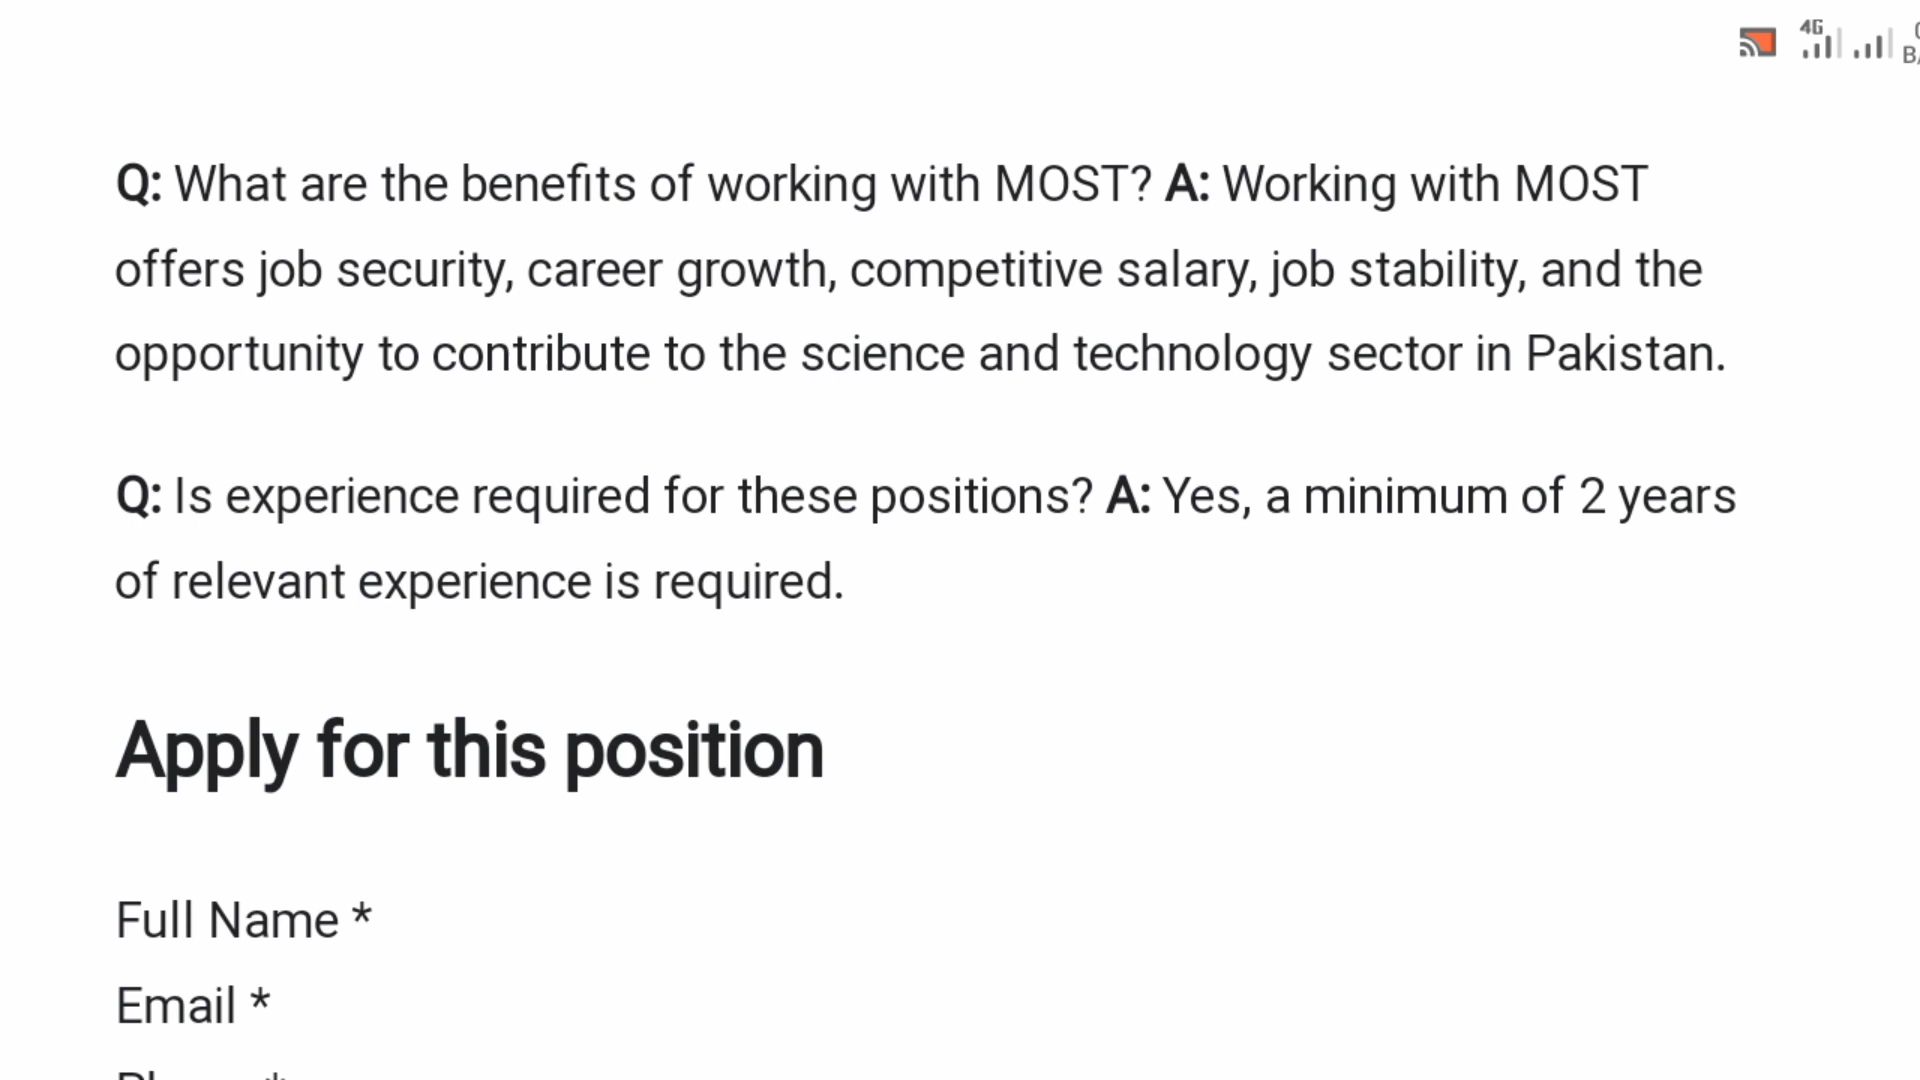 4G
Q: What are the benefits of working with MOST? A: Working with MOST
offers job security, career growth, competitive salary, job stability, and the
opportunity to contribute to the science and technology sector in Pakistan.
Q: Is experience required for these positions? A: Yes, a minimum of 2 years
of relevant experience is required.
Apply for this position
Full Name *
Email *